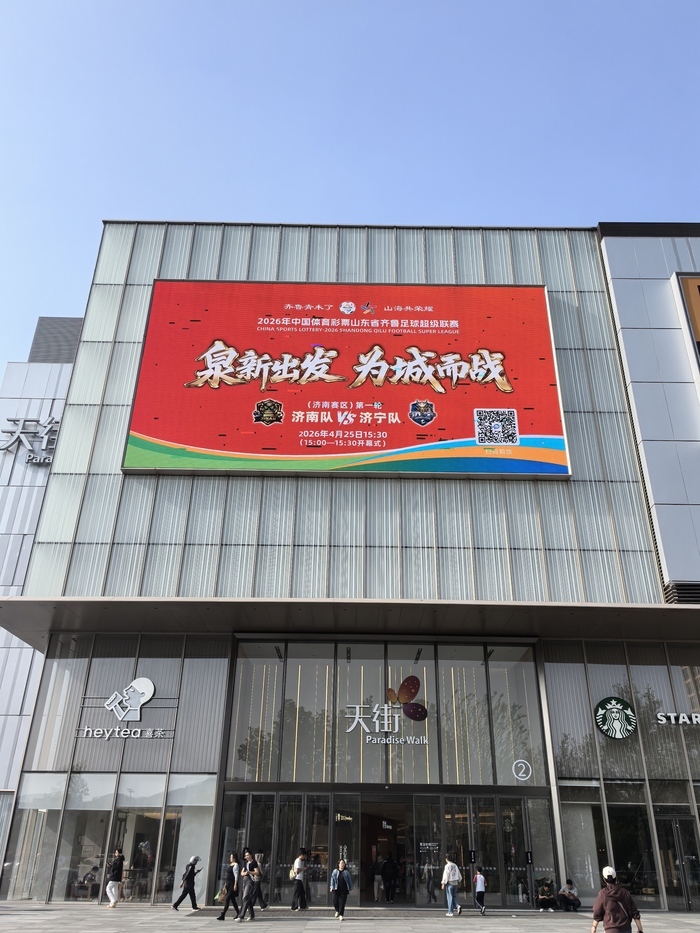 齐鲁青未了 山海共荣耀
2026年中国体育彩票山东省齐鲁足球超级联赛
CHINA SPORTS LOTTERY·2026 SHANDONG QILU FOOTBALL SUPER LEAGUE
泉新出发 为城而战
(济南赛区)第一轮
济南队 VS 济宁队
2026年4月25日15:30
(15:00—15:30开幕式)
天街
Para
heytea 喜茶
天街
Paradise Walk
2
STAR